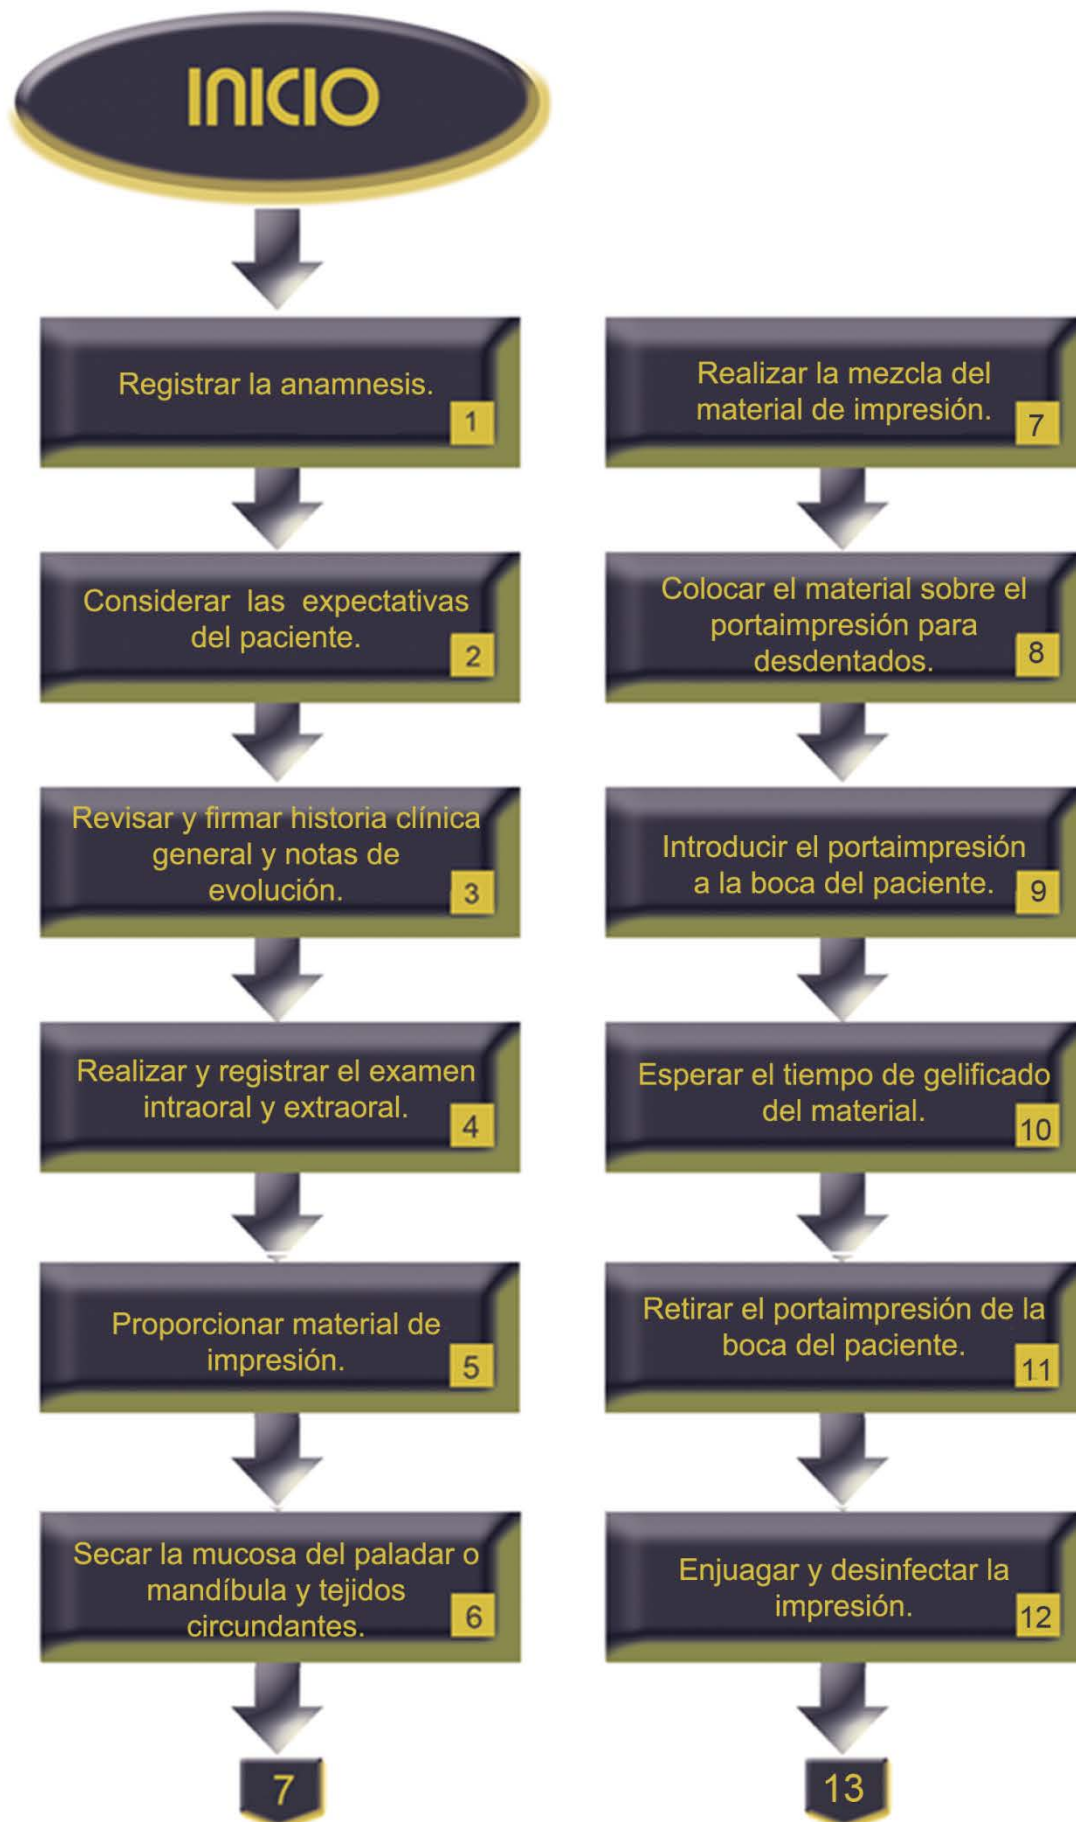 INICIO
Registrar la anamnesis.
1
Considerar las expectativas
del paciente.
2
Revisar y firmar historia clínica
general y notas de
evolución.
3
Realizar y registrar el examen
intraoral y extraoral.
4
Proporcionar material de
impresión.
5
Secar la mucosa del paladar o
mandíbula y tejidos
circundantes.
6
7
Realizar la mezcla del
material de impresión.
7
Colocar el material sobre el
portaimpresión para
desdentados.
8
Introducir el portaimpresión
a la boca del paciente.
9
Esperar el tiempo de gelificado
del material.
10
Retirar el portaimpresión de la
boca del paciente.
11
Enjuagar y desinfectar la
impresión.
12
13